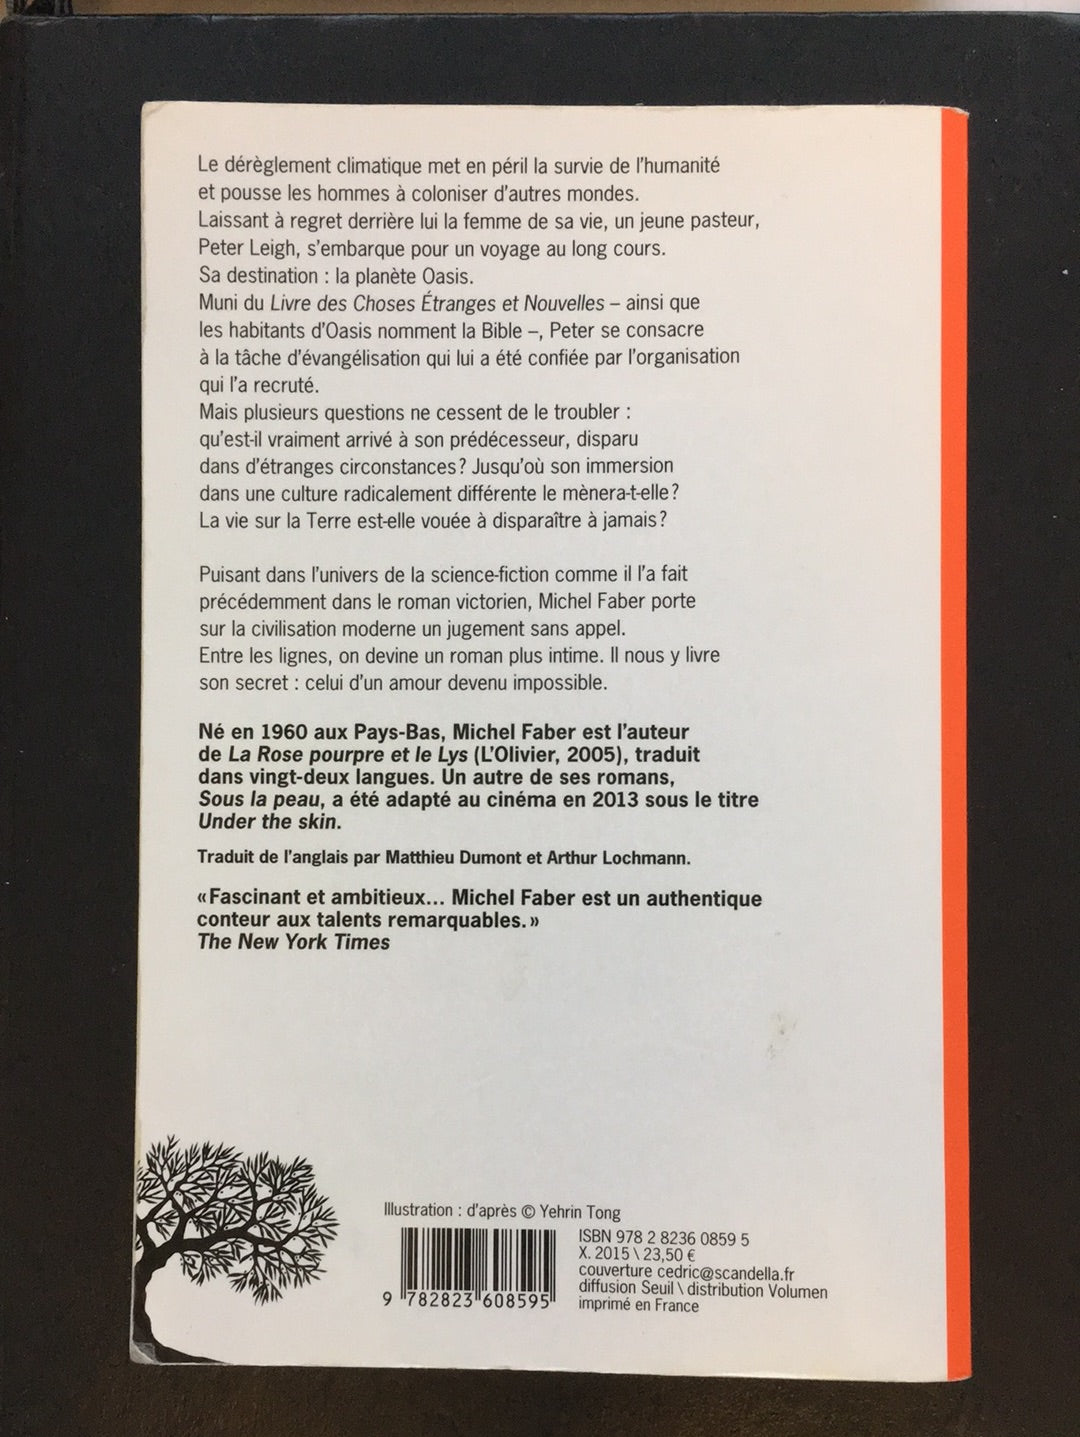 Le dérèglement climatique met en péril la survie de l'humanité
et pousse les hommes à coloniser d'autres mondes.
Laissant à regret derrière lui la femme de sa vie, un jeune pasteur,
Peter Leigh, s'embarque pour un voyage au long cours.
Sa destination : la planète Oasis.
Muni du Livre des Choses Étranges et Nouvelles – ainsi que
les habitants d'Oasis nomment la Bible –, Peter se consacre
à la tâche d'évangélisation qui lui a été confiée par l'organisation
qui l'a recruté.
Mais plusieurs questions ne cessent de le troubler :
qu'est-il vraiment arrivé à son prédécesseur, disparu
dans d'étranges circonstances? Jusqu'où son immersion
dans une culture radicalement différente le mènera-t-elle?
La vie sur la Terre est-elle vouée à disparaître à jamais?
Puisant dans l'univers de la science-fiction comme il l'a fait
précédemment dans le roman victorien, Michel Faber porte
sur la civilisation moderne un jugement sans appel.
Entre les lignes, on devine un roman plus intime. Il nous y livre
son secret : celui d'un amour devenu impossible.
Né en 1960 aux Pays-Bas, Michel Faber est l'auteur
de La Rose pourpre et le Lys (L'Olivier, 2005), traduit
dans vingt-deux langues. Un autre de ses romans,
Sous la peau, a été adapté au cinéma en 2013 sous le titre
Under the skin.
Traduit de l'anglais par Matthieu Dumont et Arthur Lochmann.
«Fascinant et ambitieux... Michel Faber est un authentique
conteur aux talents remarquables.»
The New York Times
Illustration : d'après © Yehrin Tong
9 782823 608595
ISBN 978 2 8236 0859 5
X. 2015 \ 23,50 €
couverture cedric@scandella.fr
diffusion Seuil \ distribution Volumen
imprimé en France